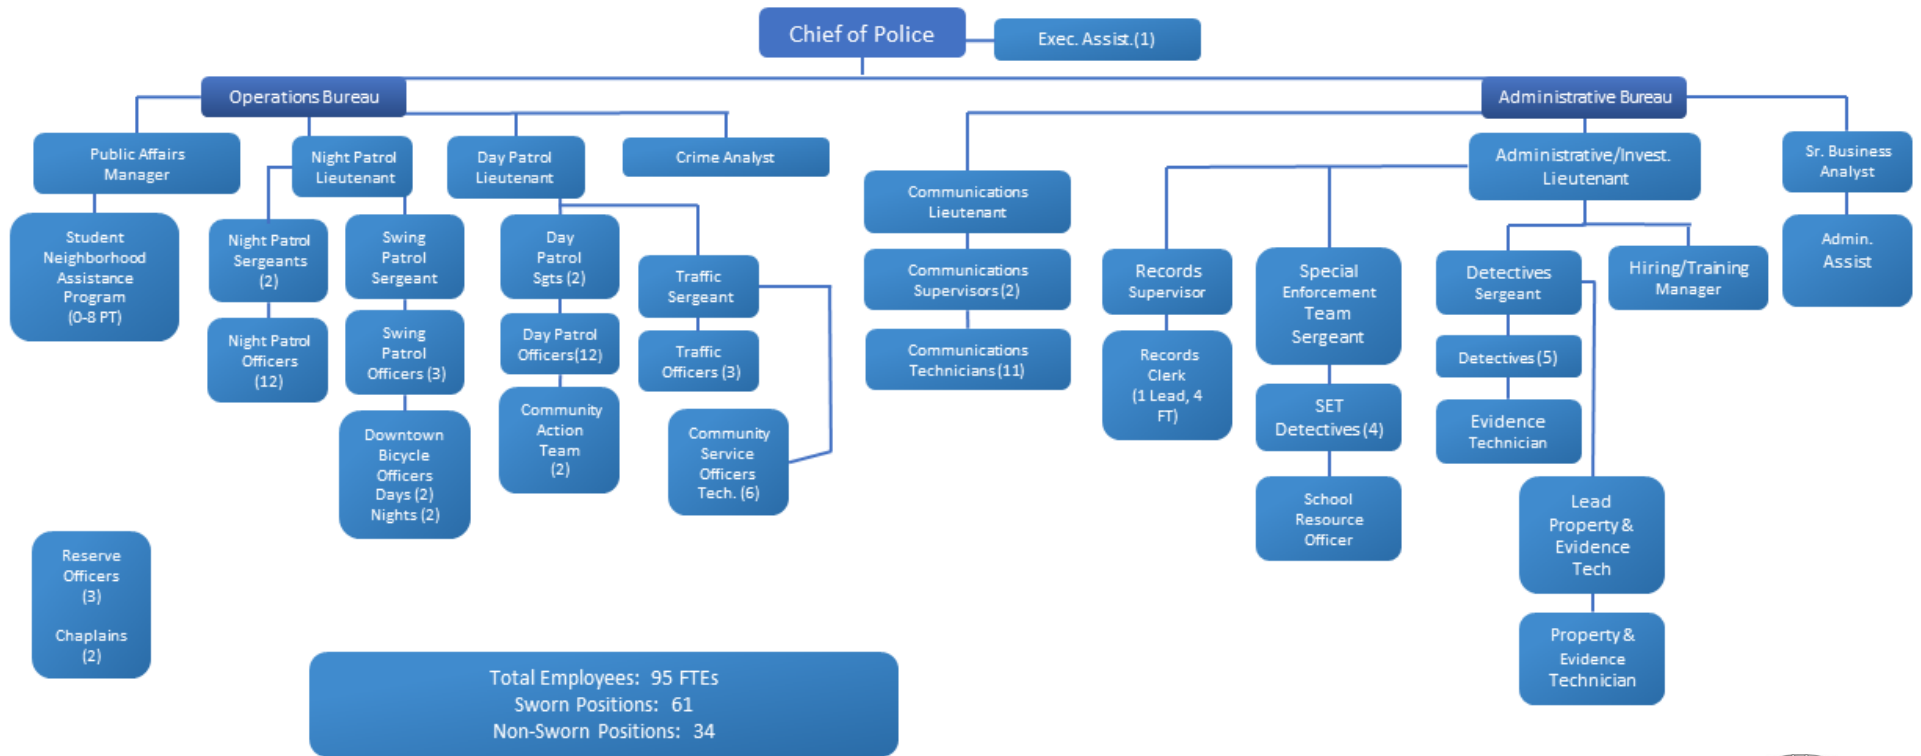 Chief of Police
Exec. Assist.(1)
Operations Bureau
Administrative Bureau
Public Affairs
Manager
Night Patrol
Lieutenant
Day Patrol
Lieutenant
Crime Analyst
Communications
Lieutenant
Administrative/Invest.
Lieutenant
Sr. Business
Analyst
Student
Neighborhood
Assistance
Program
(0-8 PT)
Night Patrol
Sergeants
(2)
Swing
Patrol
Sergeant
Day
Patrol
Sgts (2)
Traffic
Sergeant
Communications
Supervisors (2)
Records
Supervisor
Special
Enforcement
Team
Sergeant
Detectives
Sergeant
Hiring/Training
Manager
Admin.
Assist
Night Patrol
Officers
(12)
Swing
Patrol
Officers (3)
Day Patrol
Officers(12)
Traffic
Officers (3)
Communications
Technicians (11)
Records
Clerk
(1 Lead, 4
FT)
SET
Detectives (4)
Detectives (5)
Evidence
Technician
Downtown
Bicycle
Officers
Days (2)
Nights (2)
Community
Action
Team
(2)
Community
Service
Officers
Tech. (6)
School
Resource
Officer
Lead
Property &
Evidence
Tech
Property &
Evidence
Technician
Reserve
Officers
(3)
Chaplains
(2)
Total Employees: 95 FTEs
Sworn Positions: 61
Non-Sworn Positions: 34